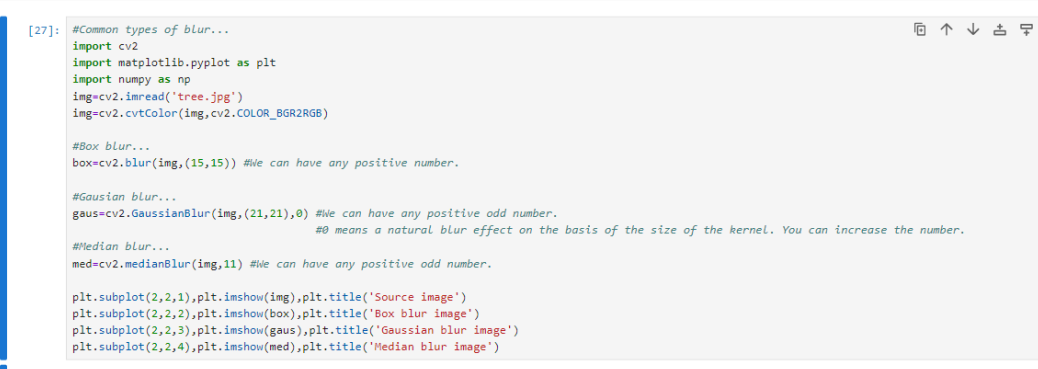 [27]: #Common types of blur...
import cv2
import matplotlib.pyplot as plt
import numpy as np
img=cv2.imread('tree.jpg')
img=cv2.cvtColor(img,cv2.COLOR_BGR2RGB)
#Box blur...
box=cv2.blur(img,(15,15)) #We can have any positive number.
#Gausian blur...
gaus=cv2.GaussianBlur(img,(21,21),0) #We can have any positive odd number.
#0 means a natural blur effect on the basis of the size of the kernel. You can increase the number.
#Median blur...
med=cv2.medianBlur(img,11) #We can have any positive odd number.
plt.subplot(2,2,1),plt.imshow(img),plt.title('Source image')
plt.subplot(2,2,2),plt.imshow(box),plt.title('Box blur image')
plt.subplot(2,2,3),plt.imshow(gaus),plt.title('Gaussian blur image')
plt.subplot(2,2,4),plt.imshow(med),plt.title('Median blur image')